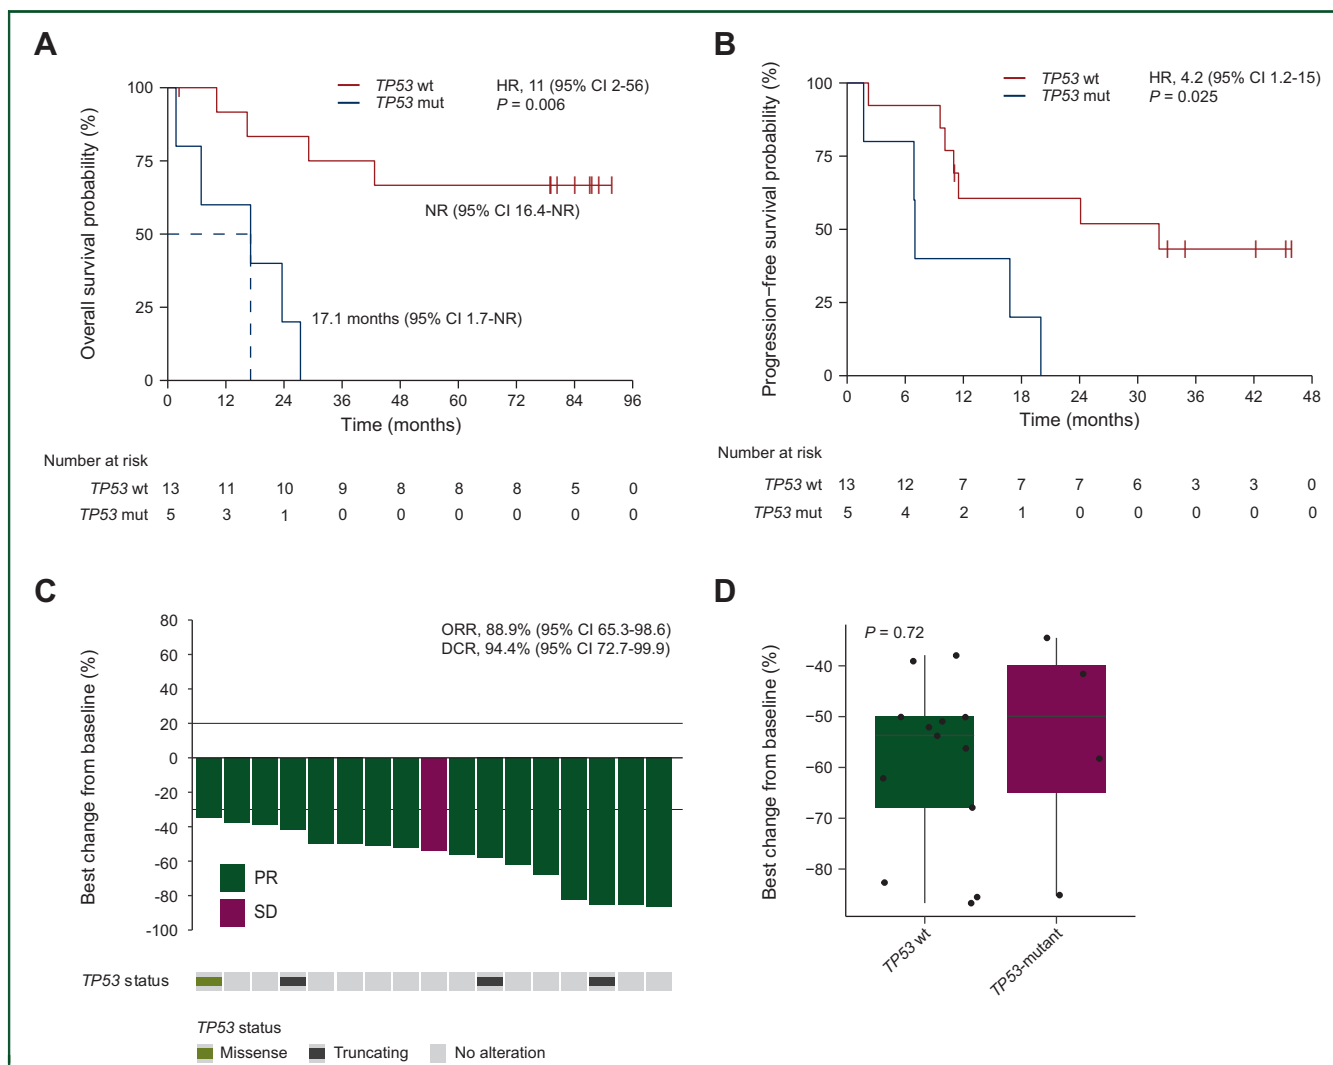 A
TP53 wt
TP53 mut
HR, 11 (95% CI 2-56)
P = 0.006
Overall survival probability (%)
100
75
50
25
0
NR (95% CI 16.4-NR)
17.1 months (95% CI 1.7-NR)
0 12 24 36 48 60 72 84 96
Time (months)
Number at risk
TP53 wt 13 11 10 9 8 8 8 5 0
TP53 mut 5 3 1 0 0 0 0 0 0
B
TP53 wt
TP53 mut
HR, 4.2 (95% CI 1.2-15)
P = 0.025
Progression−free survival probability (%)
100
75
50
25
0
0 6 12 18 24 30 36 42 48
Time (months)
Number at risk
TP53 wt 13 12 7 7 7 6 3 3 0
TP53 mut 5 4 2 1 0 0 0 0 0
C
ORR, 88.9% (95% CI 65.3-98.6)
DCR, 94.4% (95% CI 72.7-99.9)
Best change from baseline (%)
80
60
40
20
0
-20
-40
-60
-80
-100
PR
SD
TP53 status
TP53 status
Missense Truncating No alteration
D
P = 0.72
Best change from baseline (%)
−40
−50
−60
−70
−80
TP53 wt
TP53-mutant